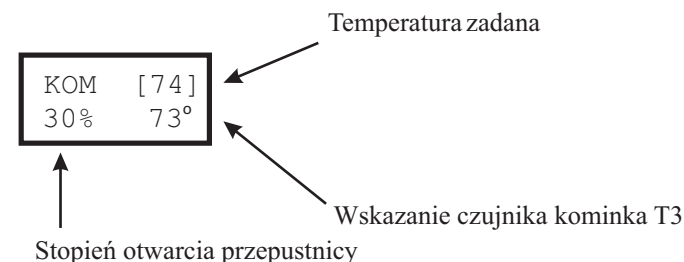 Temperatura zadana
KOM [74]
30% 73°
Wskazanie czujnika kominka T3
Stopień otwarcia przepustnicy